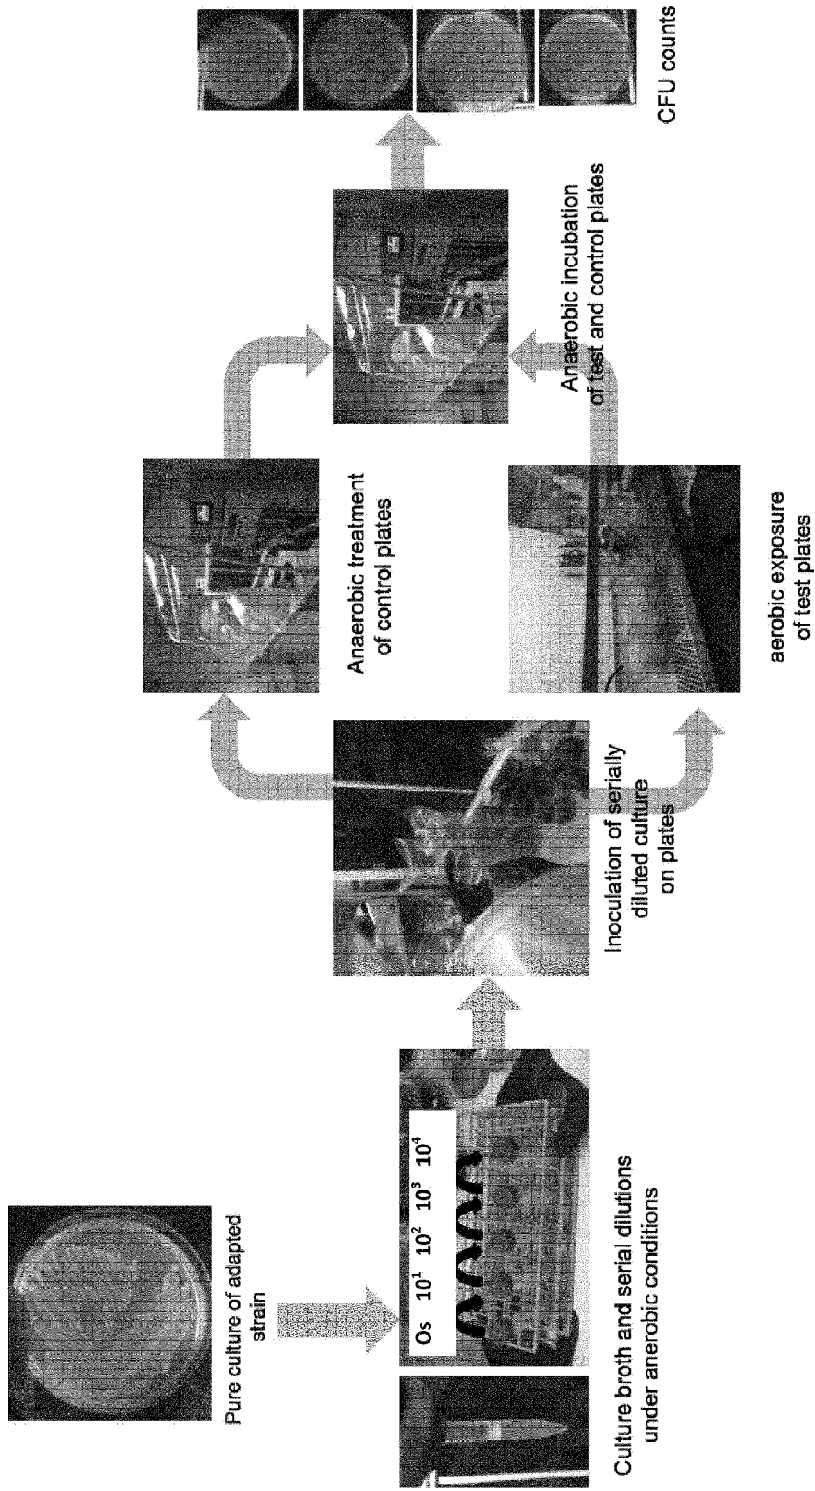 Pure culture of adapted
strain
Os 10¹ 10² 10³ 10⁴
Culture broth and serial dilutions
under anerobic conditions
Inoculation of serially
diluted culture
on plates
Anaerobic treatment
of control plates
aerobic exposure
of test plates
Anaerobic incubation
of test and control plates
CFU counts